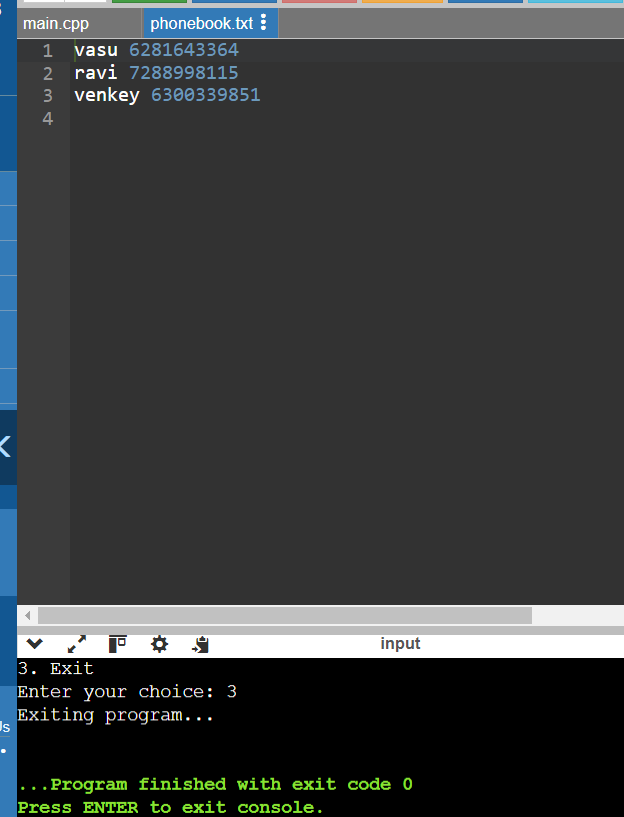 main.cpp phonebook.txt
1 vasu 6281643364
2 ravi 7288998115
3 venkey 6300339851
4
input
3. Exit
Enter your choice: 3
Exiting program...
...Program finished with exit code 0
Press ENTER to exit console.